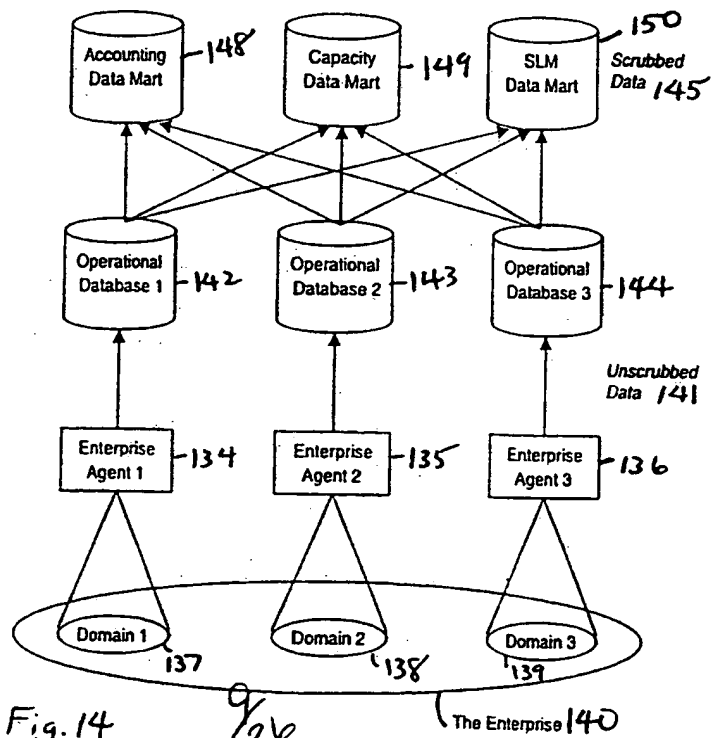 150
Accounting
Data Mart
148
Capacity
Data Mart
149
SLM
Data Mart
Scrubbed
Data 145
Operational
Database 1
142
Operational
Database 2
143
Operational
Database 3
144
Unscrubbed
Data 141
Enterprise
Agent 1
134
Enterprise
Agent 2
135
Enterprise
Agent 3
136
Domain 1
137
Domain 2
138
Domain 3
139
Fig. 14
9/26
The Enterprise 140